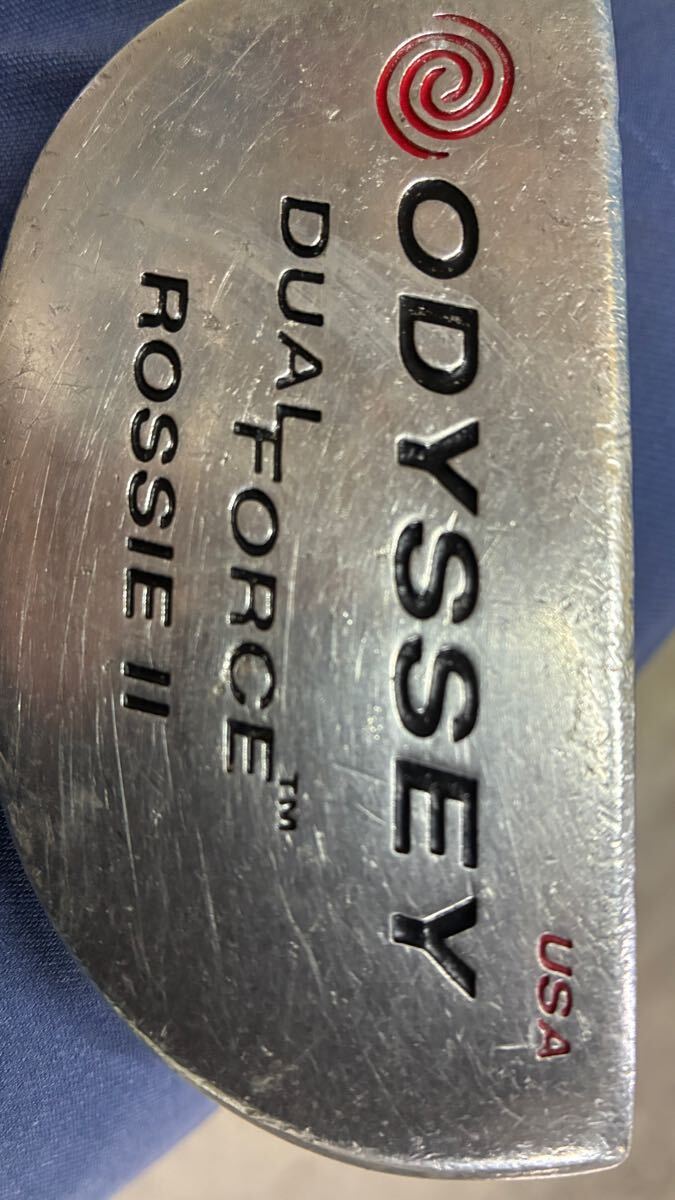 ODYSSEY
USA
DUAL
FORCE™
ROSSIE II